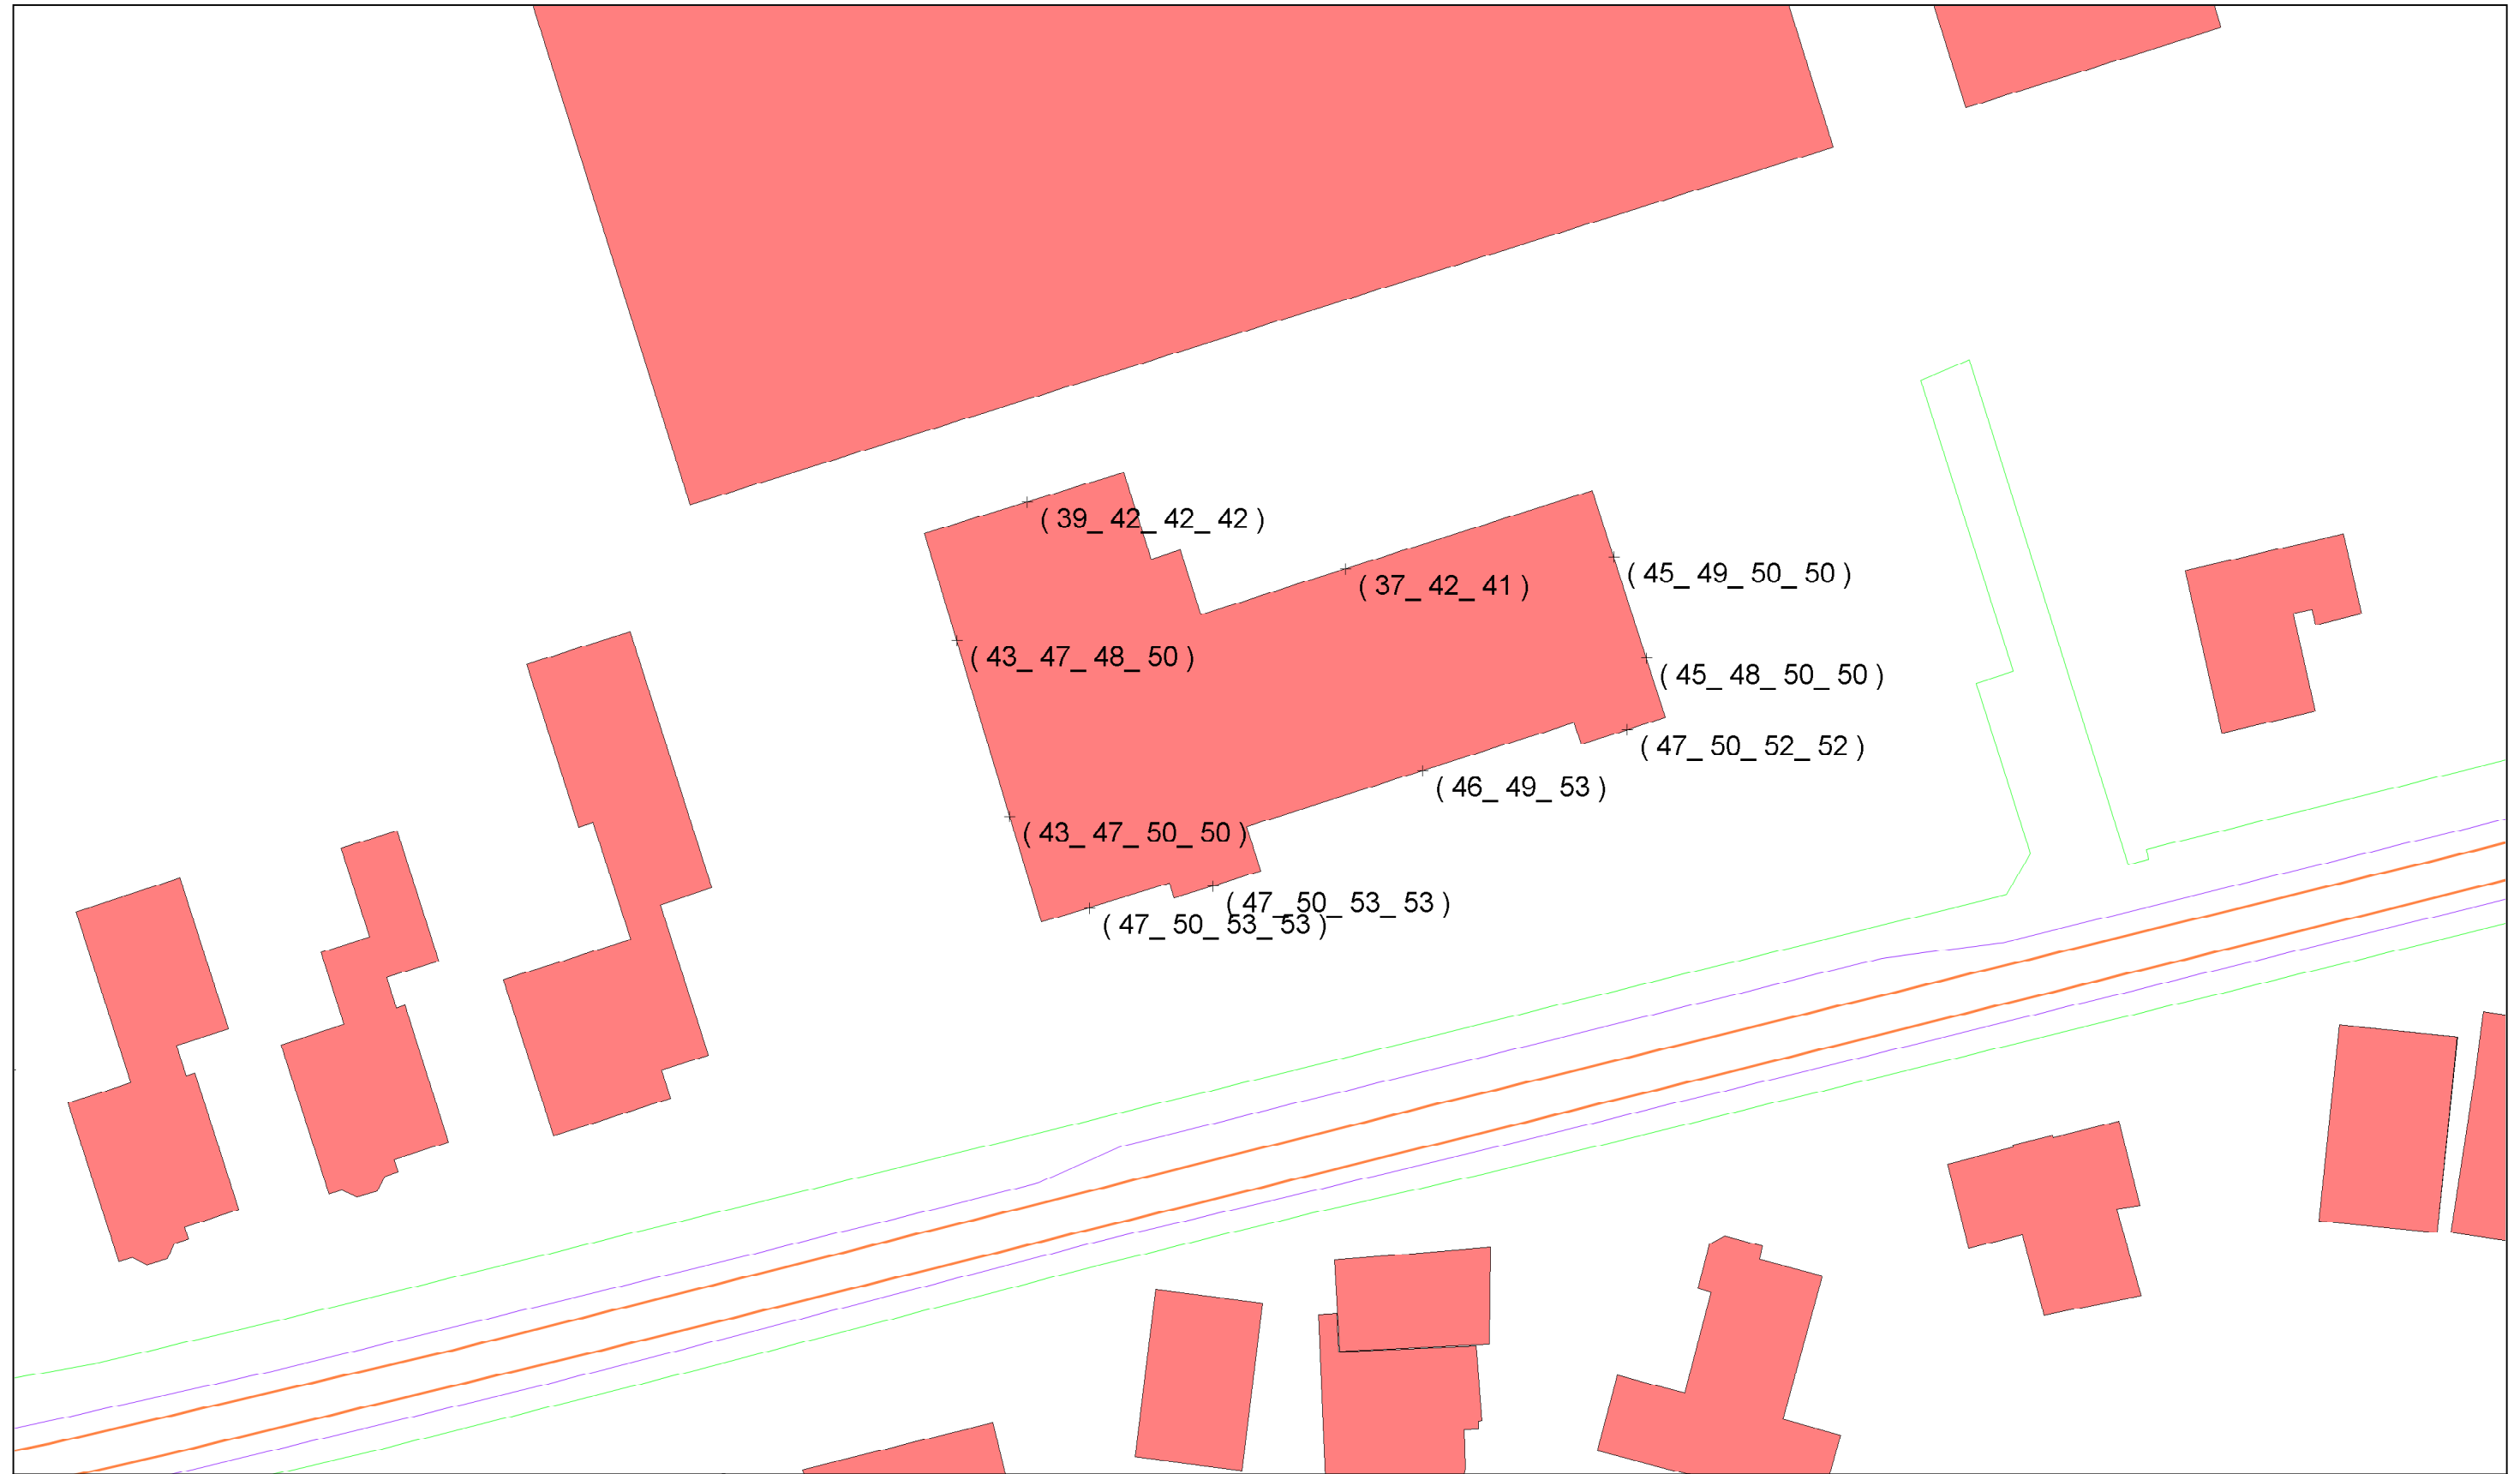 ( 39_ 42_ 42_ 42 )
( 45_ 49_ 50_ 50 )
( 37_ 42_ 41 )
( 43_ 47_ 48_ 50 )
( 45_ 48_ 50_ 50 )
( 47_ 50_ 52_ 52 )
( 46_ 49_ 53 )
( 43_ 47_ 50_ 50 )
( 47_ 50_ 53_ 53 )
( 47_ 50_ 53_ 53 )